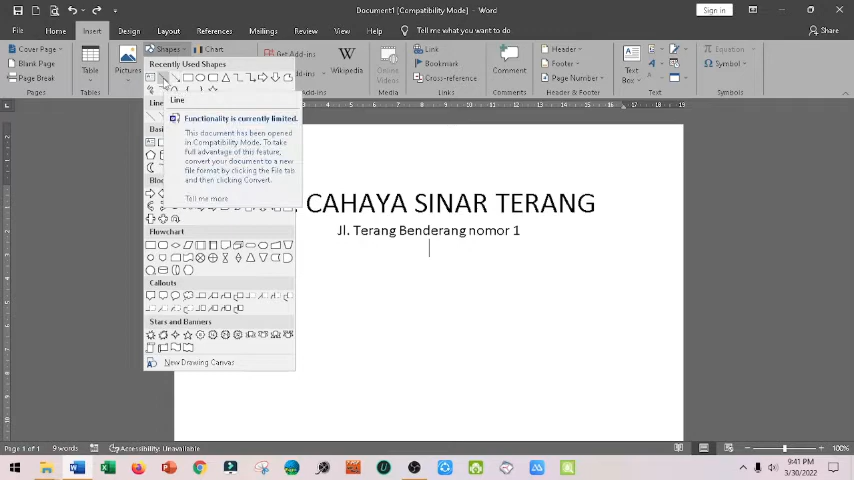 Document1 [Compatibility Mode] - Word
Sign in
File Home Insert Design Layout References Mailings Review View Help Tell me what you want to do Share
Cover Page
Blank Page
Page Break
Pages
Table
Tables
Pictures
Shapes
Chart
Get Add-ins
Wikipedia
Online Videos
Media
Link
Bookmark
Comment
Comments
Header
Footer
Header & Footer
Text Box
Text
Equation
Symbol
Symbols
Recently Used Shapes
Line
Functionality is currently limited.
This document has been opened
in Compatibility Mode. To take
full advantage of this feature,
convert your document to a new
file format by clicking the File tab
and then clicking Convert.
Tell me more
Flowchart
Callouts
Stars and Banners
New Drawing Canvas
CAHAYA SINAR TERANG
Jl. Terang Benderang nomor 1
Page 1 of 1 9 words Accessibility: Unavailable 100%
9:41 PM
3/30/2022